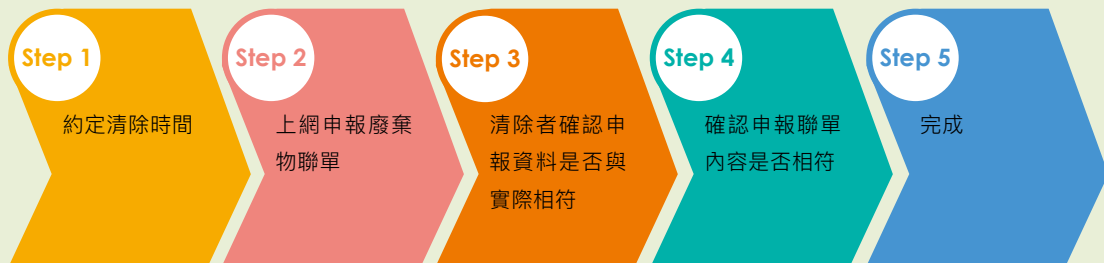 Step 1
約定清除時間
Step 2
上網申報廢棄
物聯單
Step 3
清除者確認申
報資料是否與
實際相符
Step 4
確認申報聯單
內容是否相符
Step 5
完成